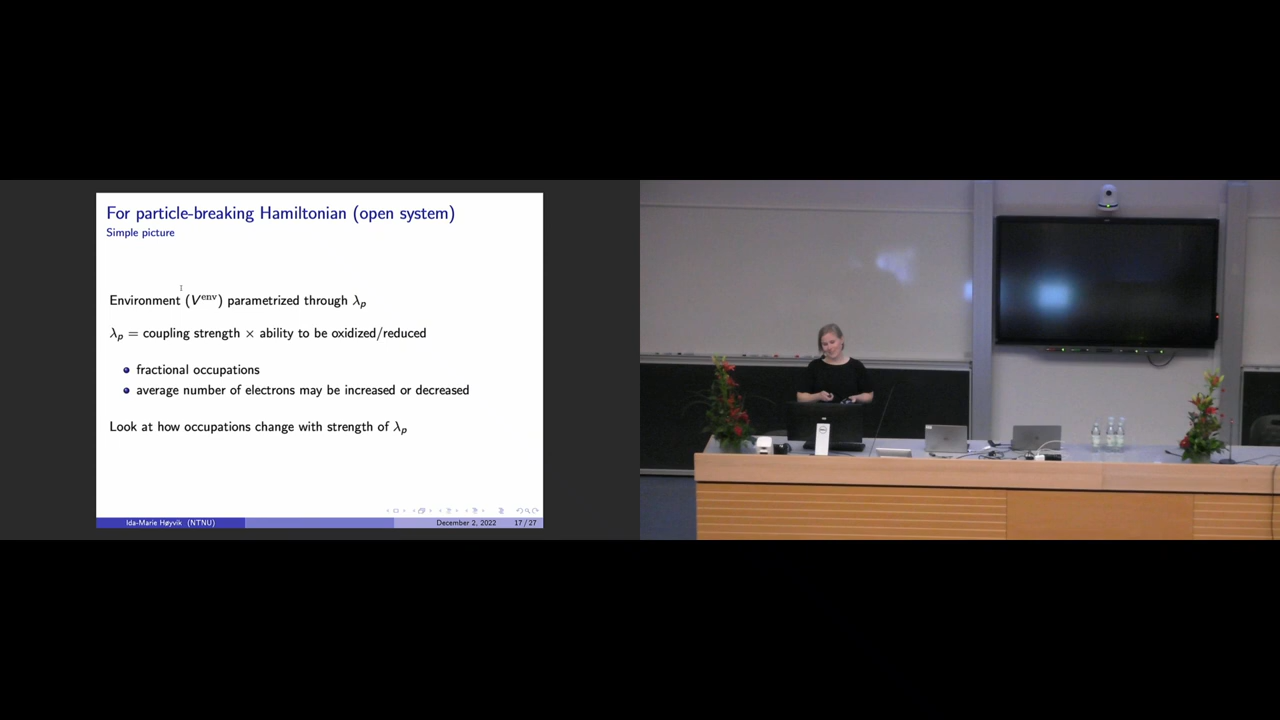 For particle-breaking Hamiltonian (open system)
Simple picture
Environment (V^env) parametrized through λ_p
λ_p = coupling strength × ability to be oxidized/reduced
fractional occupations
average number of electrons may be increased or decreased
Look at how occupations change with strength of λ_p
Ida-Marie Høyvik (NTNU) December 2, 2022 17 / 27
DELL